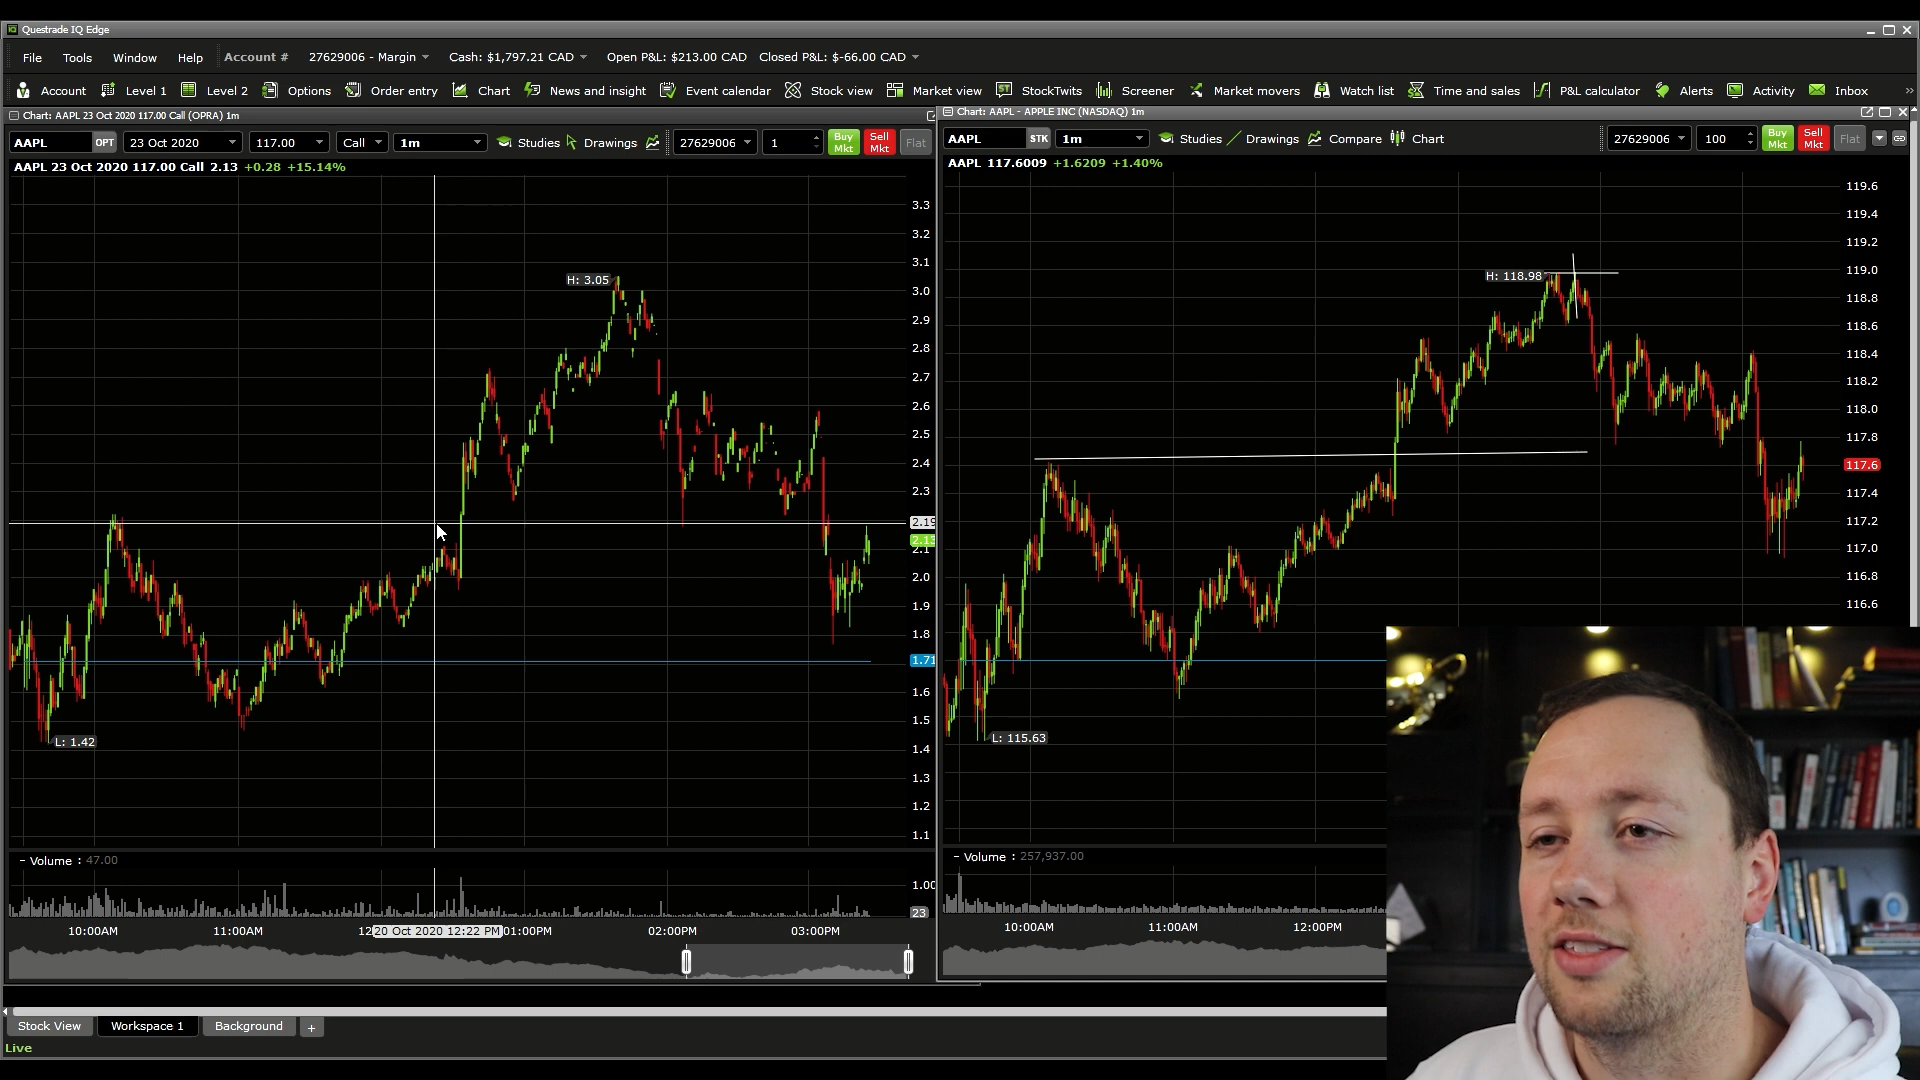 Questrade IQ Edge
File Tools Window Help Account # 27629006 - Margin Cash: $1,797.21 CAD Open P&L: $213.00 CAD Closed P&L: $-66.00 CAD
Account Level 1 Level 2 Options Order entry Chart News and insight Event calendar Stock view Market view StockTwits Screener Market movers Watch list Time and sales P&L calculator Alerts Activity Inbox
Chart: AAPL 23 Oct 2020 117.00 Call (OPRA) 1m
AAPL OPT 23 Oct 2020 117.00 Call 1m Studies Drawings 27629006 1 Buy Mkt Sell Mkt Flat
AAPL 23 Oct 2020 117.00 Call 2.13 +0.28 +15.14%
3.3
3.2
3.1
H: 3.05
3.0
2.9
2.8
2.7
2.6
2.5
2.4
2.3
2.19
2.13
2.1
2.0
1.9
1.8
1.71
1.6
1.5
L: 1.42
1.4
1.3
1.2
1.1
- Volume : 47.00
1.00
23
10:00AM 11:00AM 12 20 Oct 2020 12:22 PM 01:00PM 02:00PM 03:00PM
Chart: AAPL - APPLE INC (NASDAQ) 1m
AAPL STK 1m Studies Drawings Compare Chart 27629006 100 Buy Mkt Sell Mkt Flat
AAPL 117.6009 +1.6209 +1.40%
119.6
119.4
119.2
119.0
H: 118.98
118.8
118.6
118.4
118.2
118.0
117.8
117.6
117.4
117.2
117.0
116.8
116.6
L: 115.63
- Volume : 257,937.00
10:00AM 11:00AM 12:00PM
Stock View Workspace 1 Background +
Live